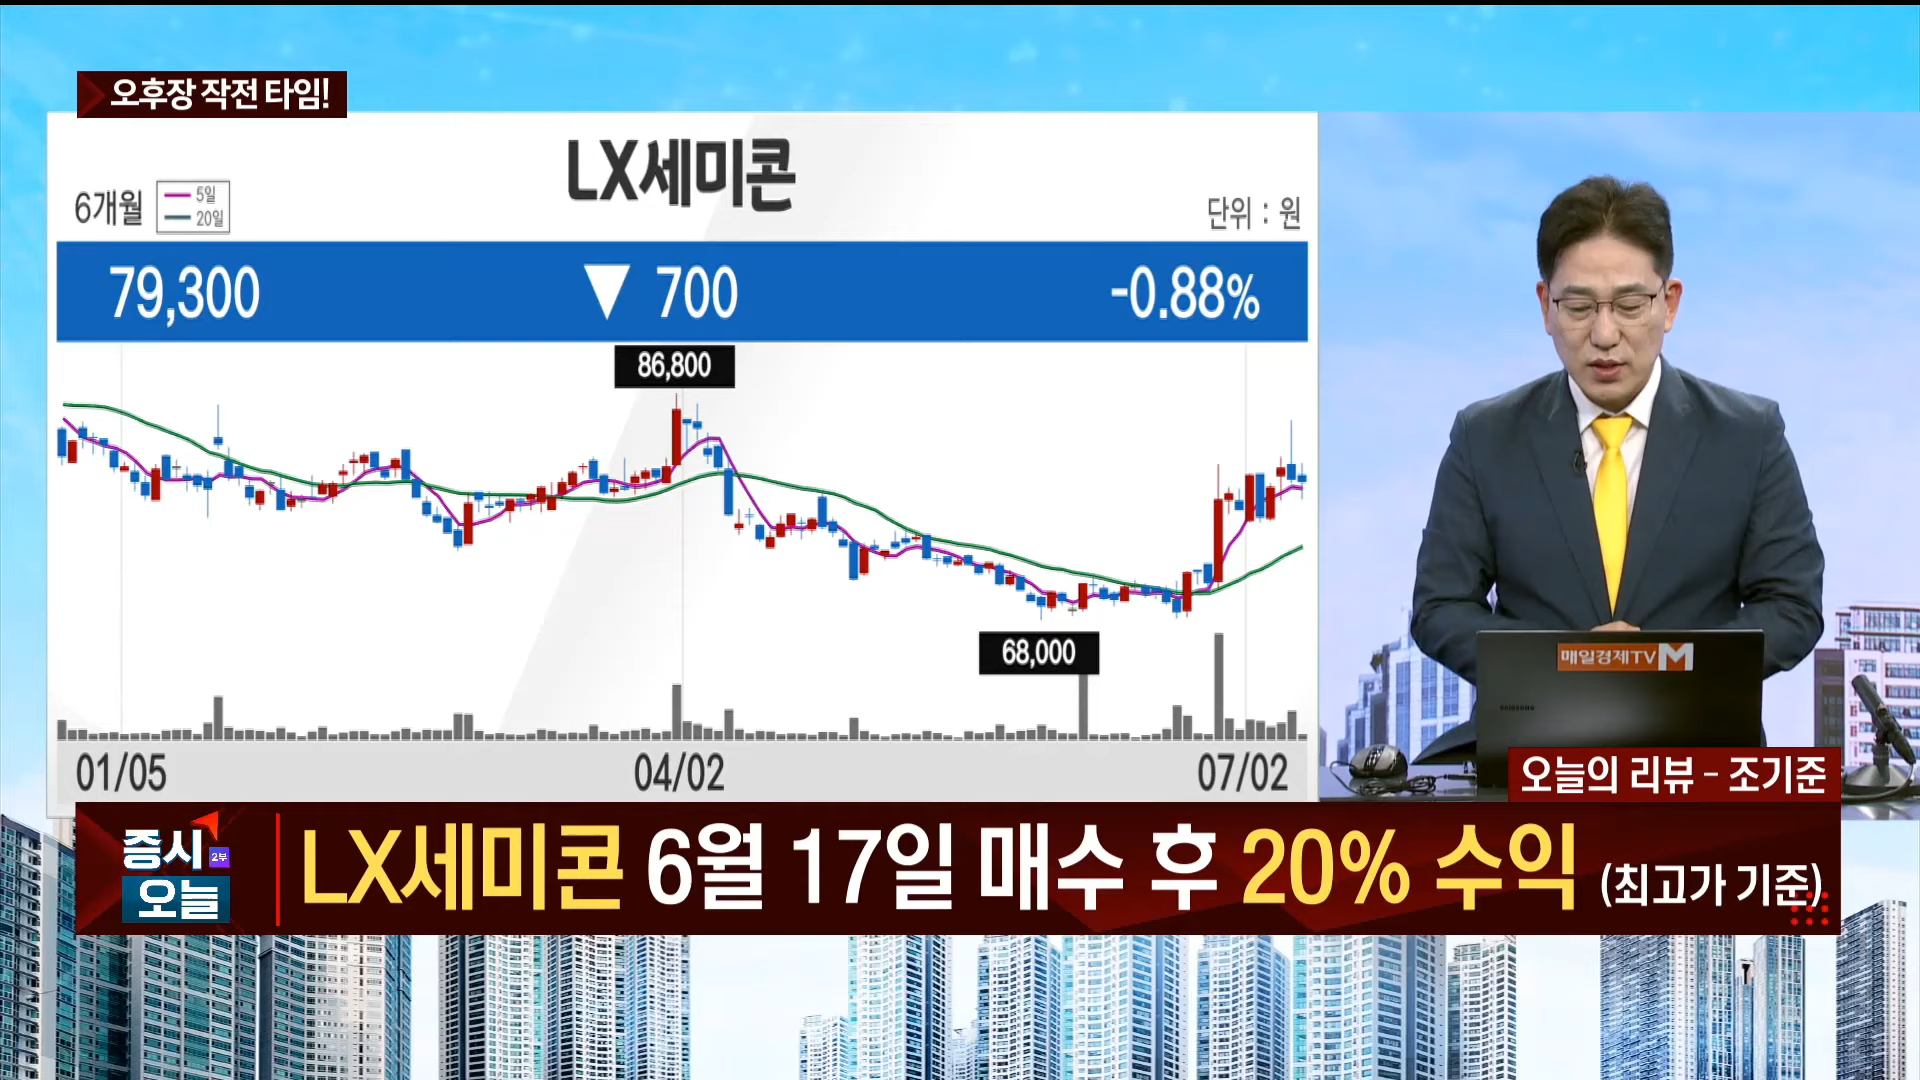 오후장 작전 타임!
LX세미콘
6개월
5일
20일
단위 : 원
79,300 ▼ 700 -0.88%
86,800
68,000
01/05 04/02 07/02
매일경제TV M
SAMSUNG
오늘의 리뷰 - 조기준
증시 2부
오늘
LX세미콘 6월 17일 매수 후 20% 수익 (최고가 기준)